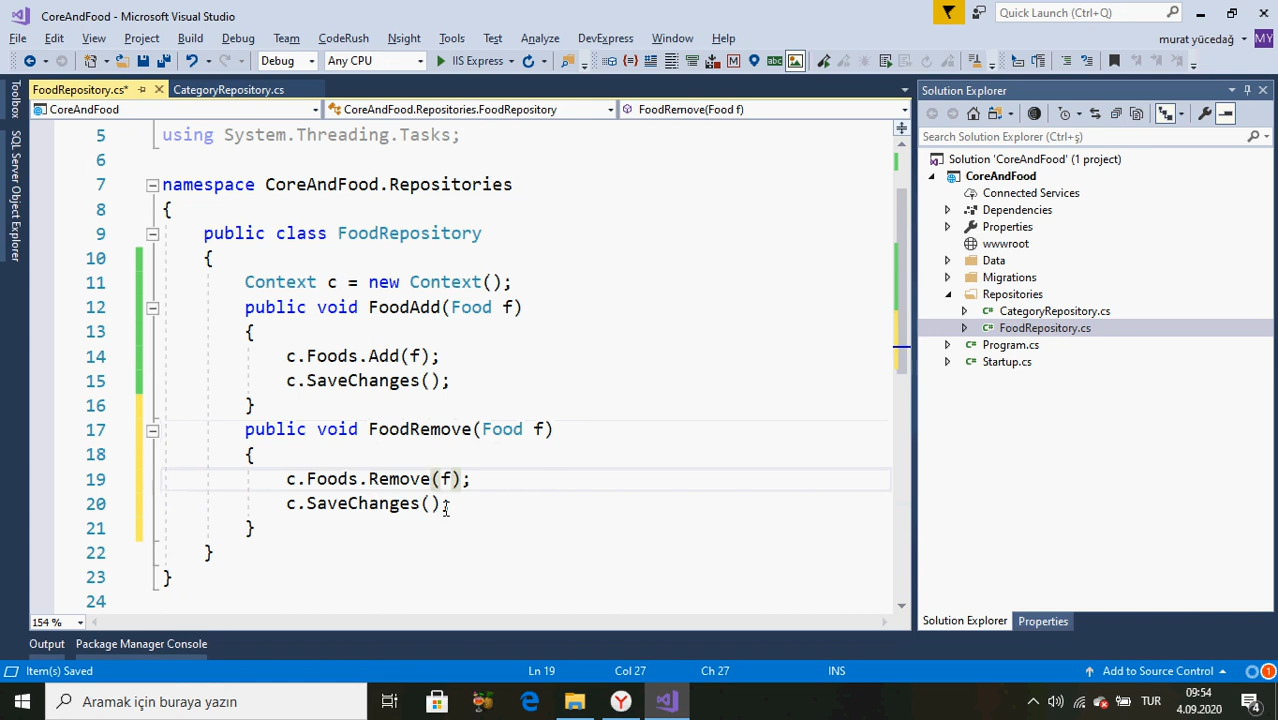 CoreAndFood - Microsoft Visual Studio
Quick Launch (Ctrl+Q)
File Edit View Project Build Debug Team CodeRush Nsight Tools Test Analyze DevExpress Window Help
murat yücedağ MY
Debug Any CPU IIS Express abc
Toolbox
SQL Server Object Explorer
FoodRepository.cs* CategoryRepository.cs
CoreAndFood CoreAndFood.Repositories.FoodRepository FoodRemove(Food f)
5 using System.Threading.Tasks;
6
7 namespace CoreAndFood.Repositories
8 {
9 public class FoodRepository
10 {
11 Context c = new Context();
12 public void FoodAdd(Food f)
13 {
14 c.Foods.Add(f);
15 c.SaveChanges();
16 }
17 public void FoodRemove(Food f)
18 {
19 c.Foods.Remove(f);
20 c.SaveChanges();
21 }
22 }
23 }
24
154 %
Solution Explorer
Search Solution Explorer (Ctrl+ş)
Solution 'CoreAndFood' (1 project)
CoreAndFood
Connected Services
Dependencies
Properties
wwwroot
Data
Migrations
Repositories
C# CategoryRepository.cs
C# FoodRepository.cs
C# Program.cs
C# Startup.cs
Solution Explorer Properties
Output Package Manager Console
Item(s) Saved Ln 19 Col 27 Ch 27 INS Add to Source Control 1
Aramak için buraya yazın
TUR
09:54
4.09.2020
4